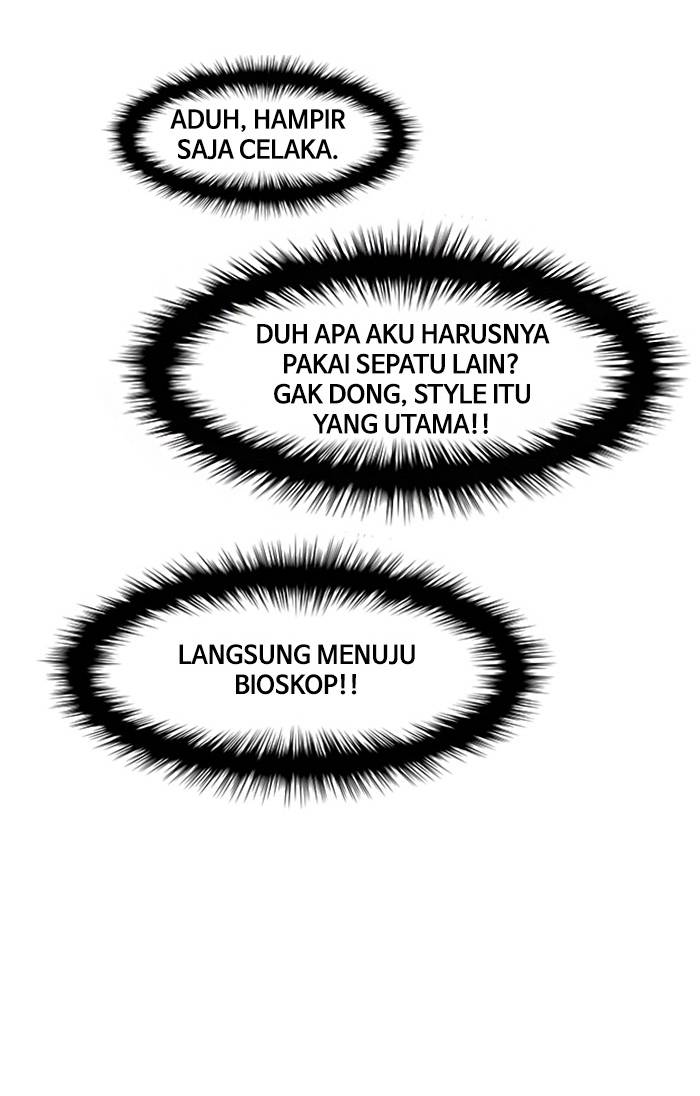 ADUH, HAMPIR
SAJA CELAKA.
DUH APA AKU HARUSNYA
PAKAI SEPATU LAIN?
GAK DONG, STYLE ITU
YANG UTAMA!!
LANGSUNG MENUJU
BIOSKOP!!